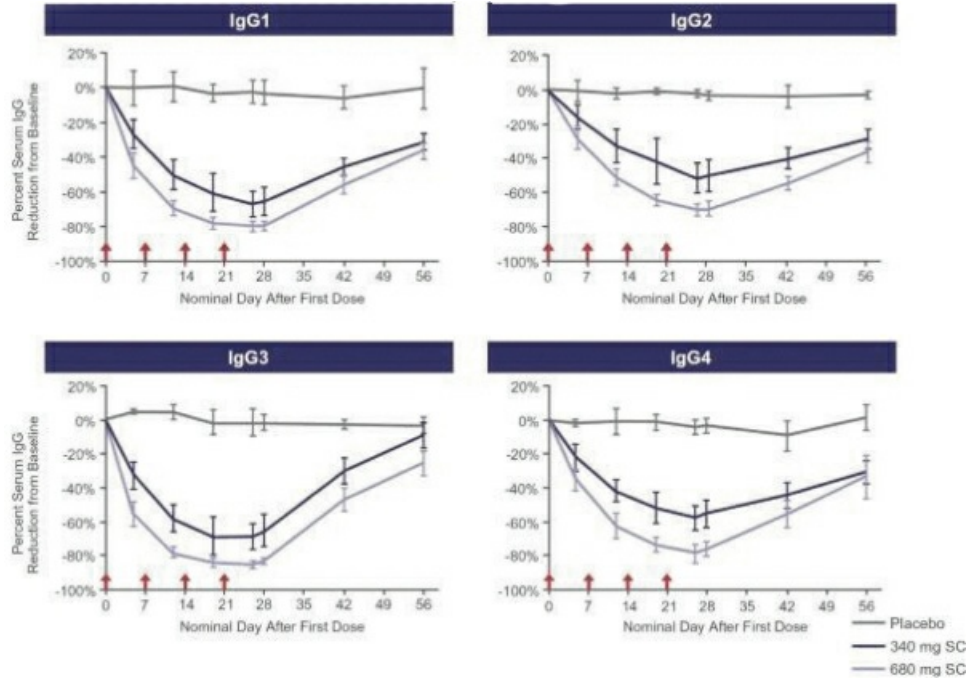 IgG1
Percent Serum IgG
Reduction from Baseline
20%
0%
-20%
-40%
-60%
-80%
-100%
0 7 14 21 28 35 42 49 56
Nominal Day After First Dose
IgG2
20%
0%
-20%
-40%
-60%
-80%
-100%
0 7 14 21 28 35 42 49 56
Nominal Day After First Dose
IgG3
Percent Serum IgG
Reduction from Baseline
20%
0%
-20%
-40%
-60%
-80%
-100%
0 7 14 21 28 35 42 49 56
Nominal Day After First Dose
IgG4
20%
0%
-20%
-40%
-60%
-80%
-100%
0 7 14 21 28 35 42 49 56
Nominal Day After First Dose
Placebo
340 mg SC
680 mg SC